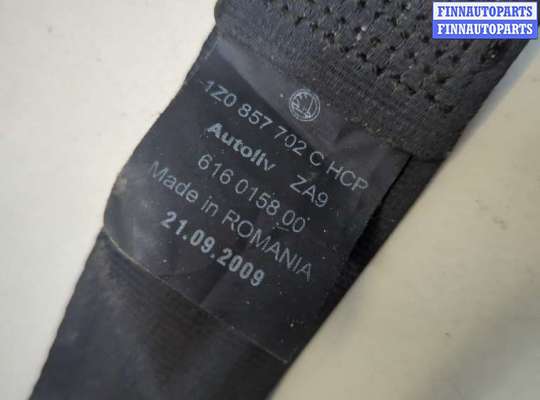 FINNAUTOPARTS
FINNAUTOPARTS
1Z0 857 702 C HCP
Autoliv ZA9
616 0158 00
Made in ROMANIA
21.09.2009